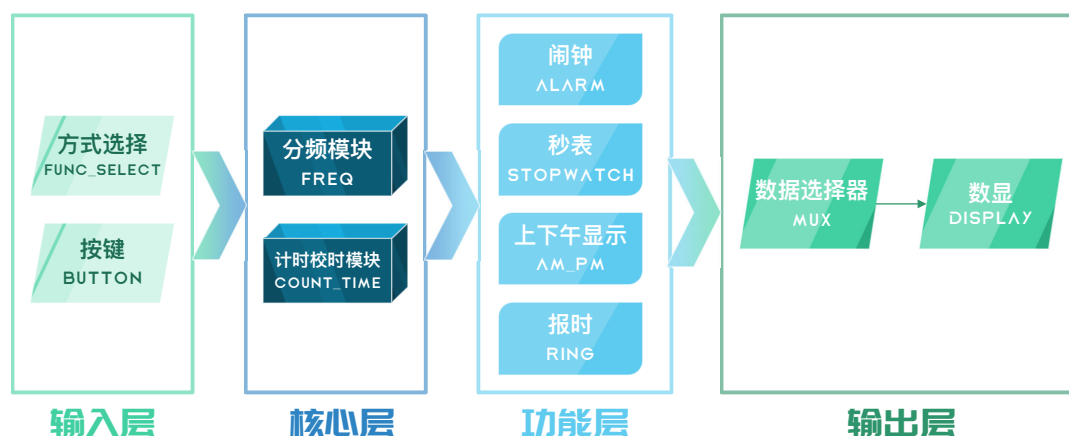 方式选择
FUNC_SELECT
按键
BUTTON
输入层
分频模块
FREQ
计时校时模块
COUNT_TIME
核心层
闹钟
ALARM
秒表
STOPWATCH
上下午显示
AM_PM
报时
RING
功能层
数据选择器
MUX
数显
DISPLAY
输出层